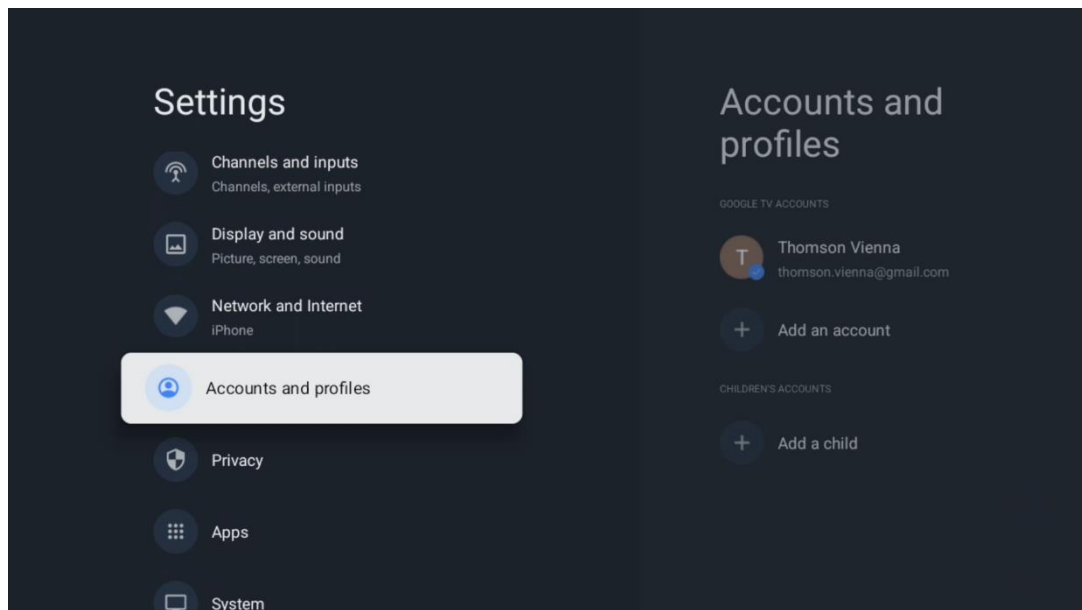 Settings
Channels and inputs
Channels, external inputs
Display and sound
Picture, screen, sound
Network and Internet
iPhone
Accounts and profiles
Privacy
Apps
System
Accounts and
profiles
GOOGLE TV ACCOUNTS
T
Thomson Vienna
thomson.vienna@gmail.com
Add an account
CHILDREN'S ACCOUNTS
Add a child